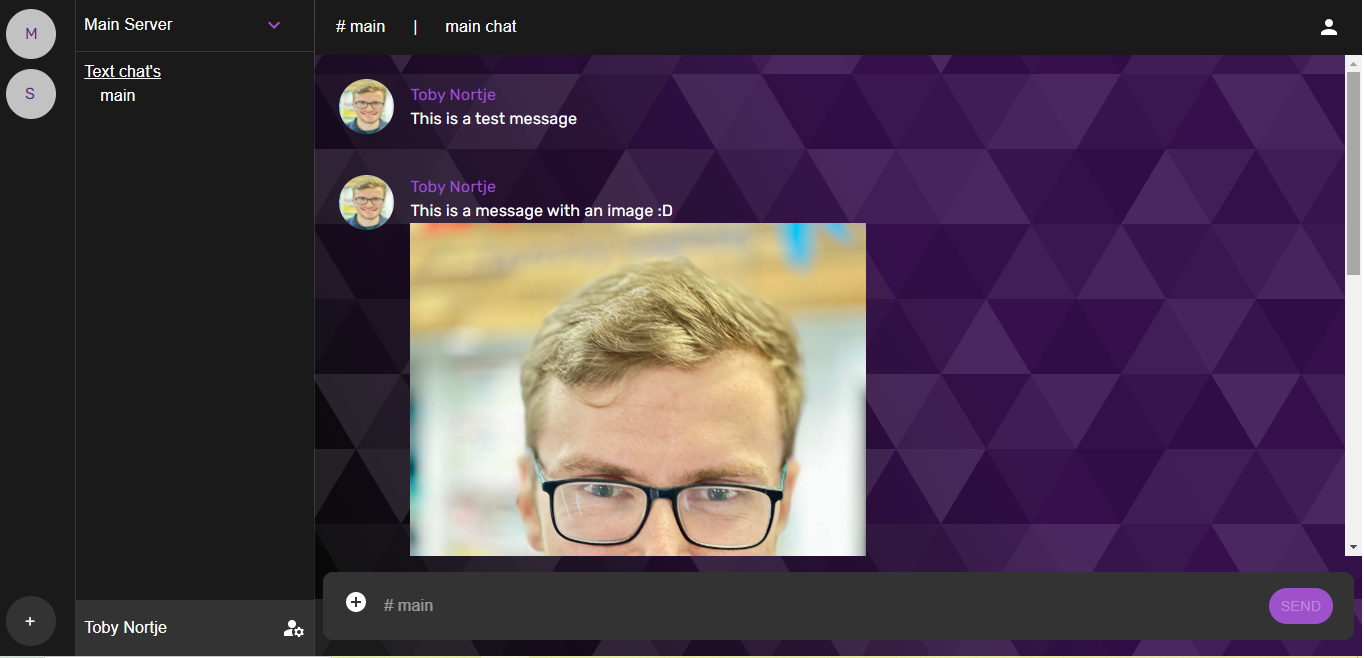 M
S
+
Main Server
Text chat's
main
Toby Nortje
# main | main chat
Toby Nortje
This is a test message
Toby Nortje
This is a message with an image :D
# main
SEND